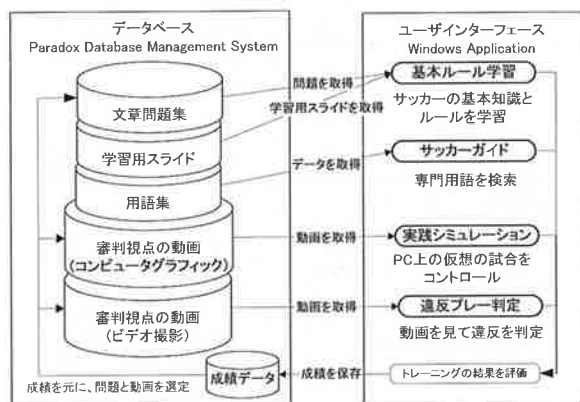 データベース
Paradox Database Management System
文章問題集
学習用スライド
用語集
審判視点の動画
(コンピュータグラフィック)
審判視点の動画
(ビデオ撮影)
成績データ
成績を元に、問題と動画を選定
問題を取得
学習用スライドを取得
データを取得
動画を取得
動画を取得
成績を保存
ユーザインターフェース
Windows Application
基本ルール学習
サッカーの基本知識と
ルールを学習
サッカーガイド
専門用語を検索
実践シミュレーション
PC上の仮想の試合を
コントロール
違反プレー判定
動画を見て違反を判定
トレーニングの結果を評価